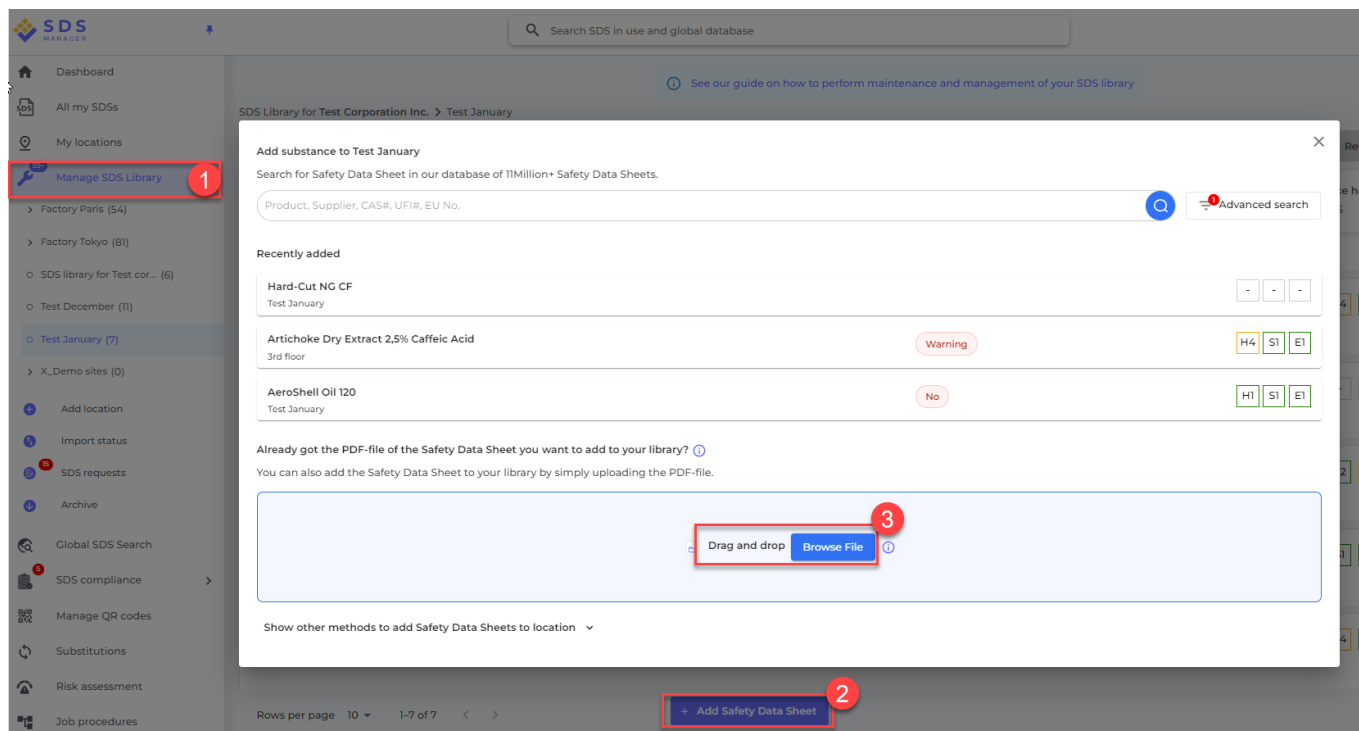 SDS
MANAGER
Search SDS in use and global database
Dashboard
All my SDSs
My locations
99+
Manage SDS Library
1
Factory Paris (54)
Factory Tokyo (81)
SDS library for Test cor... (6)
Test December (11)
Test January (7)
X_Demo sites (0)
Add location
Import status
15
SDS requests
Archive
Global SDS Search
5
SDS compliance
Manage QR codes
Substitutions
Risk assessment
Job procedures
See our guide on how to perform maintenance and management of your SDS library
SDS Library for Test Corporation Inc. > Test January
Add substance to Test January
Search for Safety Data Sheet in our database of 11Million+ Safety Data Sheets.
Product, Supplier, CAS#, UFI#, EU No.
1
Advanced search
Recently added
Hard-Cut NG CF
Test January
- - -
Artichoke Dry Extract 2,5% Caffeic Acid
3rd floor
Warning
H4 S1 E1
AeroShell Oil 120
Test January
No
H1 S1 E1
Already got the PDF-file of the Safety Data Sheet you want to add to your library?
You can also add the Safety Data Sheet to your library by simply uploading the PDF-file.
3
Drag and drop Browse File
Show other methods to add Safety Data Sheets to location
2
+ Add Safety Data Sheet
Rows per page 10 1-7 of 7 < >